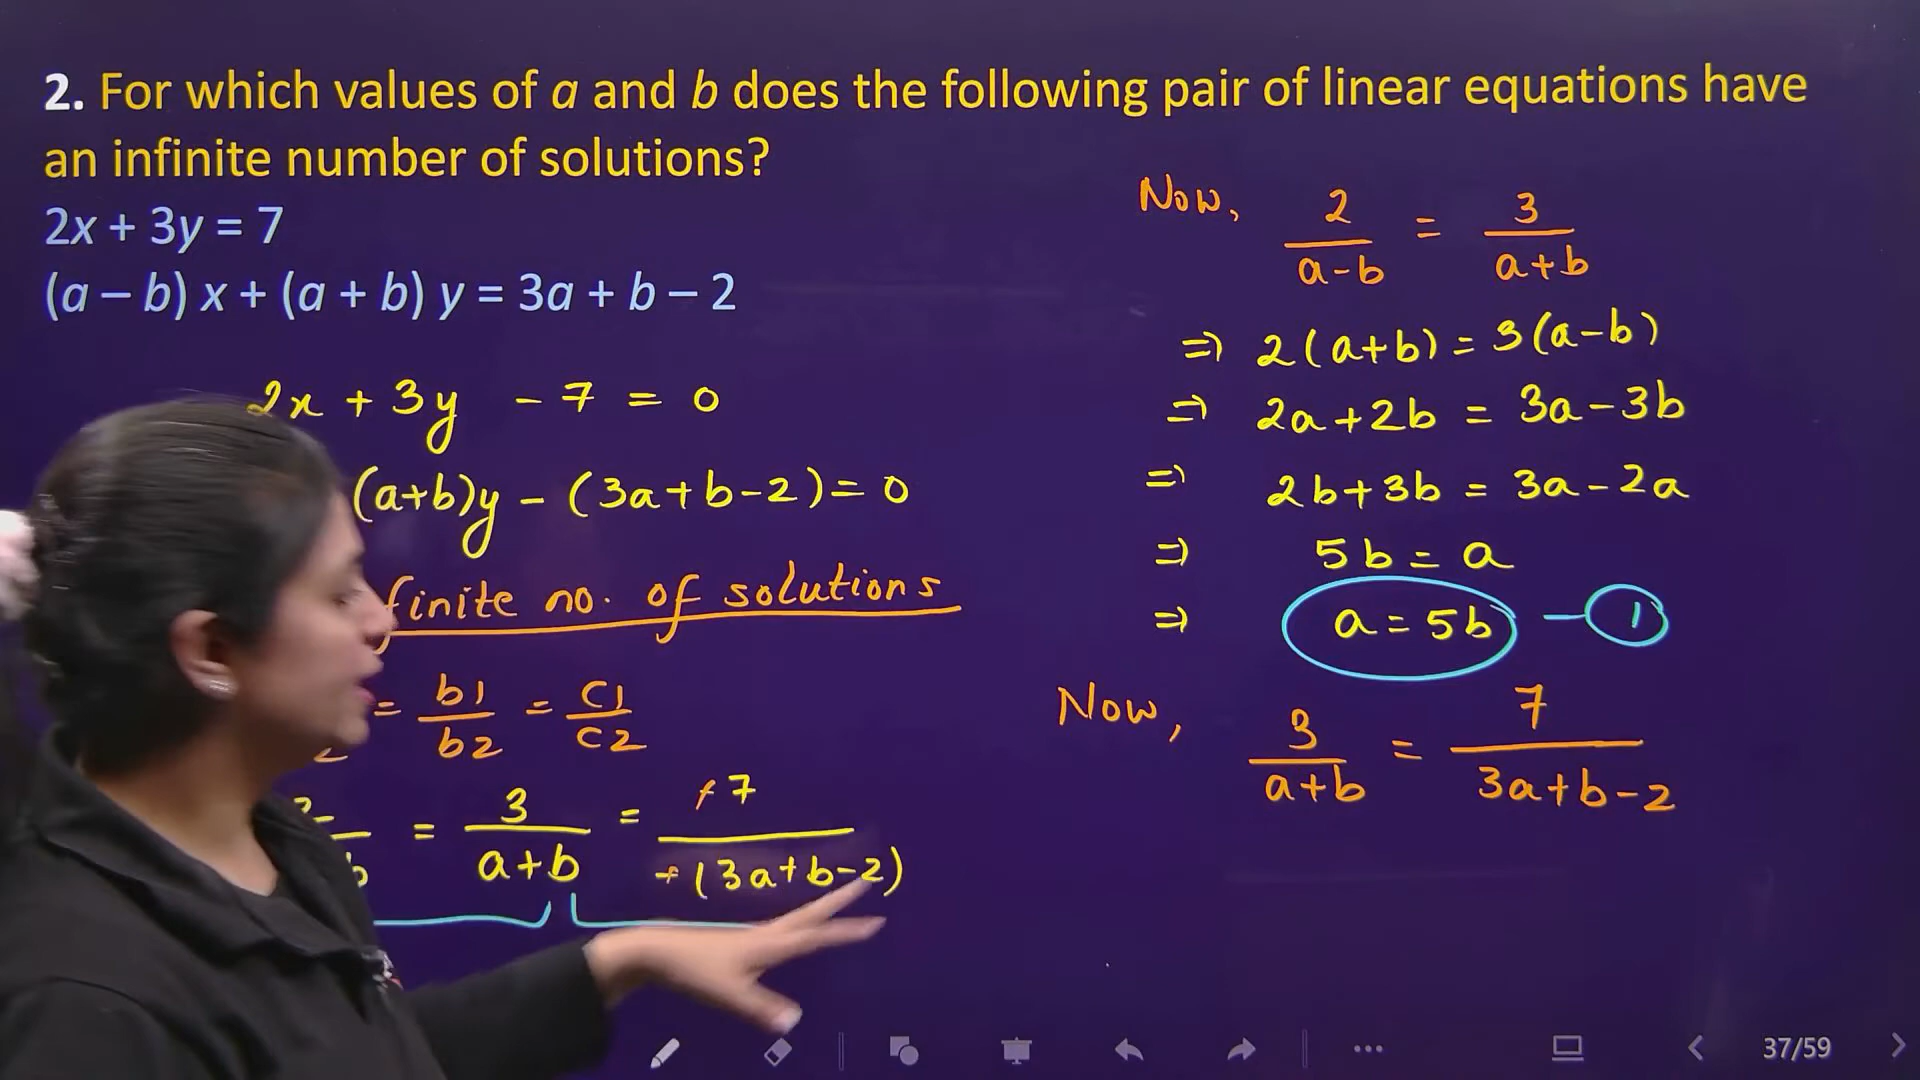 2. For which values of a and b does the following pair of linear equations have
an infinite number of solutions?
2x + 3y = 7
(a – b) x + (a + b) y = 3a + b – 2
2x + 3y - 7 = 0
(a+b)y - (3a+b-2) = 0
finite no. of solutions
= b1/b2 = C1/C2
= 3/(a+b) = +7/+(3a+b-2)
Now, 2/(a-b) = 3/(a+b)
=> 2(a+b) = 3(a-b)
=> 2a+2b = 3a-3b
=> 2b+3b = 3a-2a
=> 5b = a
=> a = 5b — 1
Now, 3/(a+b) = 7/(3a+b-2)
37/59